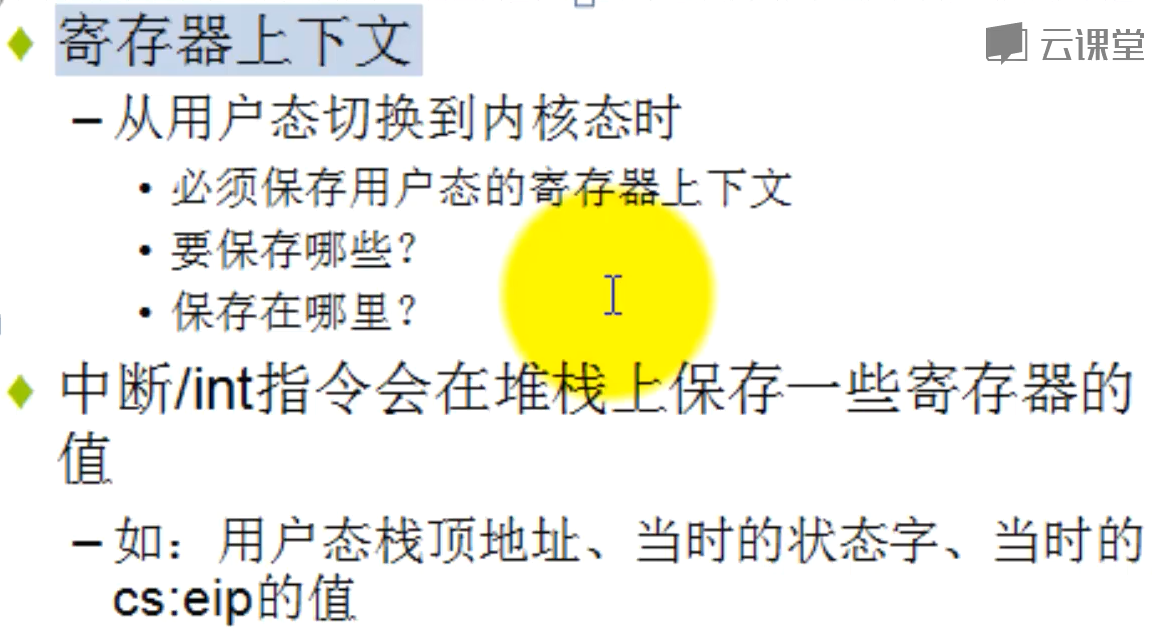 寄存器上下文
云课堂
– 从用户态切换到内核态时
• 必须保存用户态的寄存器上下文
• 要保存哪些?
• 保存在哪里?
中断/int指令会在堆栈上保存一些寄存器的
值
– 如：用户态栈顶地址、当时的状态字、当时的
cs:eip的值